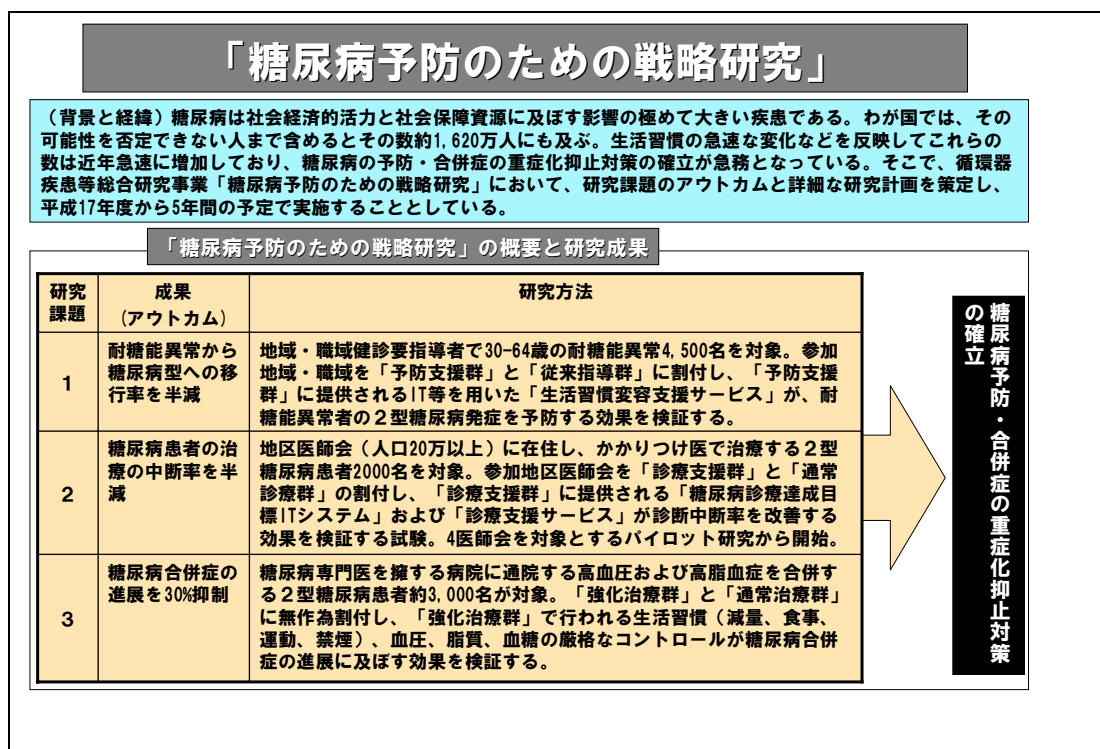 「糖尿病予防のための戦略研究」
（背景と経緯）糖尿病は社会経済的活力と社会保障資源に及ぼす影響の極めて大きい疾患である。わが国では、その
可能性を否定できない人まで含めるとその数約1,620万人にも及ぶ。生活習慣の急速な変化などを反映してこれらの
数は近年急速に増加しており、糖尿病の予防・合併症の重症化抑止対策の確立が急務となっている。そこで、循環器
疾患等総合研究事業「糖尿病予防のための戦略研究」において、研究課題のアウトカムと詳細な研究計画を策定し、
平成17年度から5年間の予定で実施することとしている。
「糖尿病予防のための戦略研究」の概要と研究成果
研究
課題
成果
(アウトカム)
研究方法
1
耐糖能異常から
糖尿病型への移
行率を半減
地域・職域健診要指導者で30-64歳の耐糖能異常4,500名を対象。参加
地域・職域を「予防支援群」と「従来指導群」に割付し、「予防支援
群」に提供されるIT等を用いた「生活習慣変容支援サービス」が、耐
糖能異常者の２型糖尿病発症を予防する効果を検証する。
2
糖尿病患者の治
療の中断率を半
減
地区医師会（人口20万以上）に在住し、かかりつけ医で治療する２型
糖尿病患者2000名を対象。参加地区医師会を「診療支援群」と「通常
診療群」の割付し、「診療支援群」に提供される「糖尿病診療達成目
標ITシステム」および「診療支援サービス」が診断中断率を改善する
効果を検証する試験。4医師会を対象とするパイロット研究から開始。
3
糖尿病合併症の
進展を30%抑制
糖尿病専門医を擁する病院に通院する高血圧および高脂血症を合併す
る２型糖尿病患者約3,000名が対象。「強化治療群」と「通常治療群」
に無作為割付し、「強化治療群」で行われる生活習慣（減量、食事、
運動、禁煙）、血圧、脂質、血糖の厳格なコントロールが糖尿病合併
症の進展に及ぼす効果を検証する。
糖尿病予防・合併症の重症化抑止対策
の確立